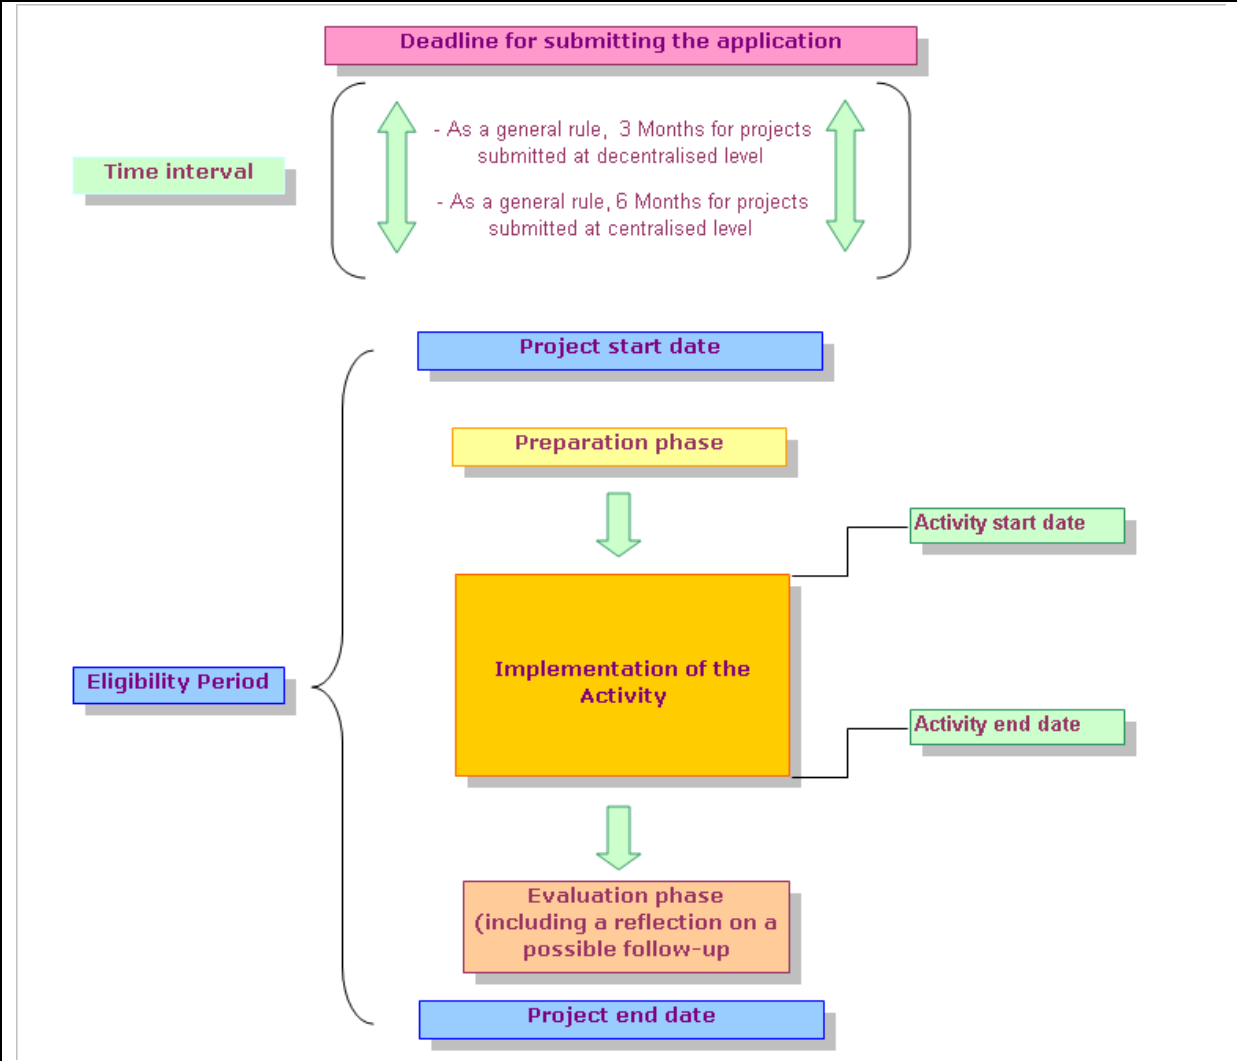 Deadline for submitting the application
- As a general rule, 3 Months for projects
submitted at decentralised level
Time interval
- As a general rule, 6 Months for projects
submitted at centralised level
Project start date
Preparation phase
Activity start date
Implementation of the
Activity
Eligibility Period
Activity end date
Evaluation phase
(including a reflection on a
possible follow-up
Project end date